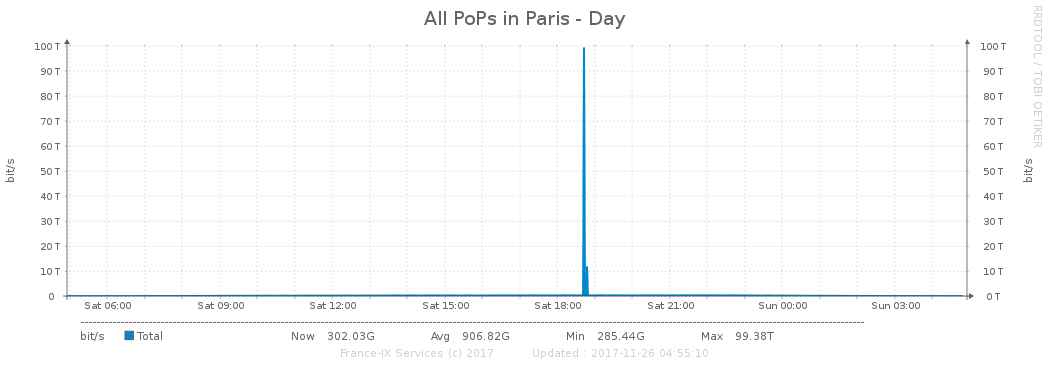 All PoPs in Paris - Day
RRDTOOL / TOBI OETIKER
bit/s
100 T
90 T
80 T
70 T
60 T
50 T
40 T
30 T
20 T
10 T
0
100 T
90 T
80 T
70 T
60 T
50 T
40 T
30 T
20 T
10 T
0 T
bit/s
Sat 06:00 Sat 09:00 Sat 12:00 Sat 15:00 Sat 18:00 Sat 21:00 Sun 00:00 Sun 03:00
bit/s Total Now 302.03G Avg 906.82G Min 285.44G Max 99.38T
France-IX Services (c) 2017 Updated : 2017-11-26 04:55:10